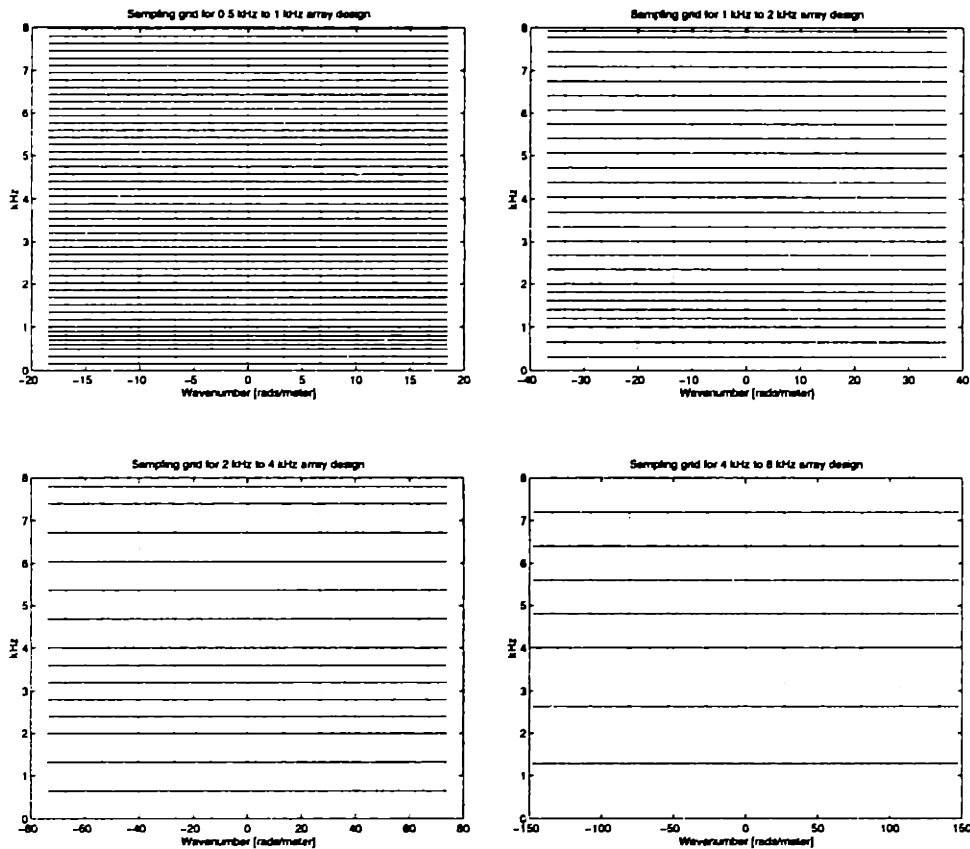 Sampling grid for 0.5 kHz to 1 kHz array design
8
7
6
5
4
3
2
1
0
kHz
-20 -15 -10 -5 0 5 10 15 20
Wavenumber [rads/meter]
Sampling grid for 1 kHz to 2 kHz array design
8
7
6
5
4
3
2
1
0
kHz
-40 -30 -20 -10 0 10 20 30 40
Wavenumber [rads/meter]
Sampling grid for 2 kHz to 4 kHz array design
8
7
6
5
4
3
2
1
0
kHz
-80 -60 -40 -20 0 20 40 60 80
Wavenumber [rads/meter]
Sampling grid for 4 kHz to 8 kHz array design
8
7
6
5
4
3
2
1
0
kHz
-150 -100 -50 0 50 100 150
Wavenumber [rads/meter]